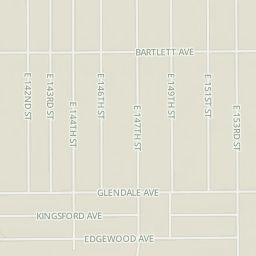 BARTLETT AVE
E 142ND ST
E 143RD ST
E 144TH ST
E 146TH ST
E 147TH ST
E 149TH ST
E 151ST ST
E 153RD ST
GLENDALE AVE
KINGSFORD AVE
EDGEWOOD AVE